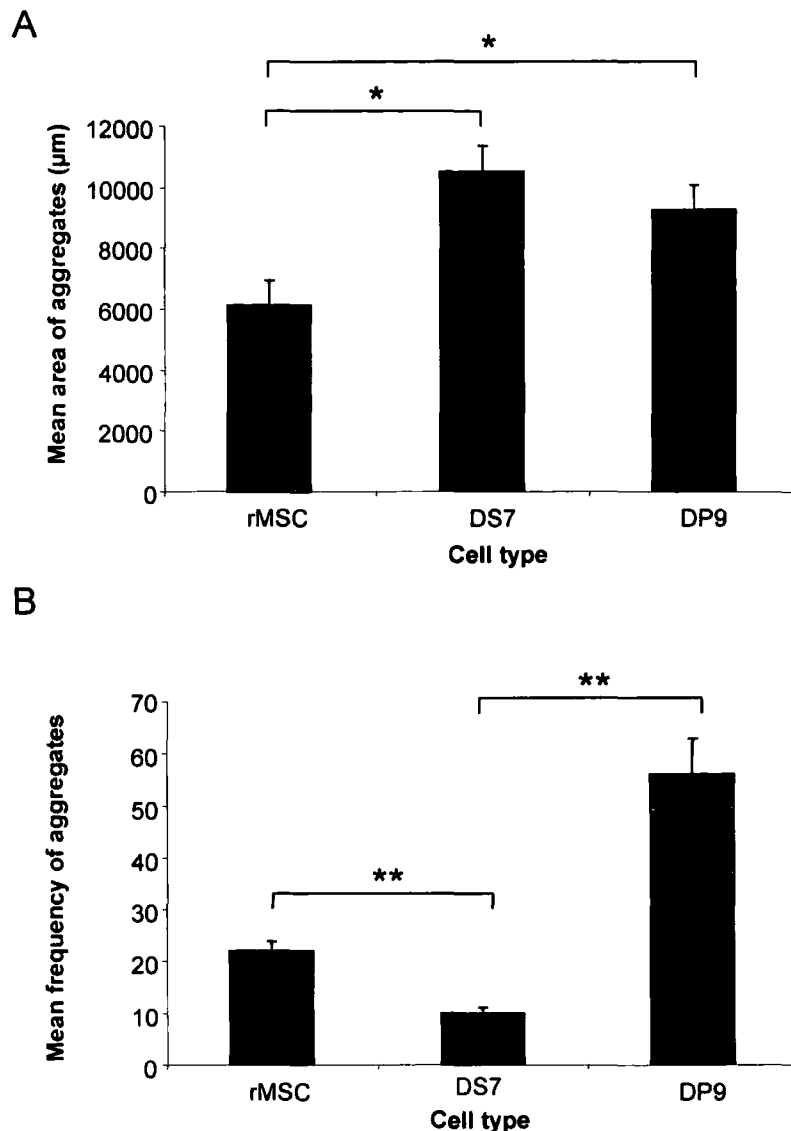 A
*
*
Mean area of aggregates (µm)
12000
10000
8000
6000
4000
2000
0
rMSC DS7 DP9
Cell type
B
**
**
Mean frequency of aggregates
70
60
50
40
30
20
10
0
rMSC DS7 DP9
Cell type